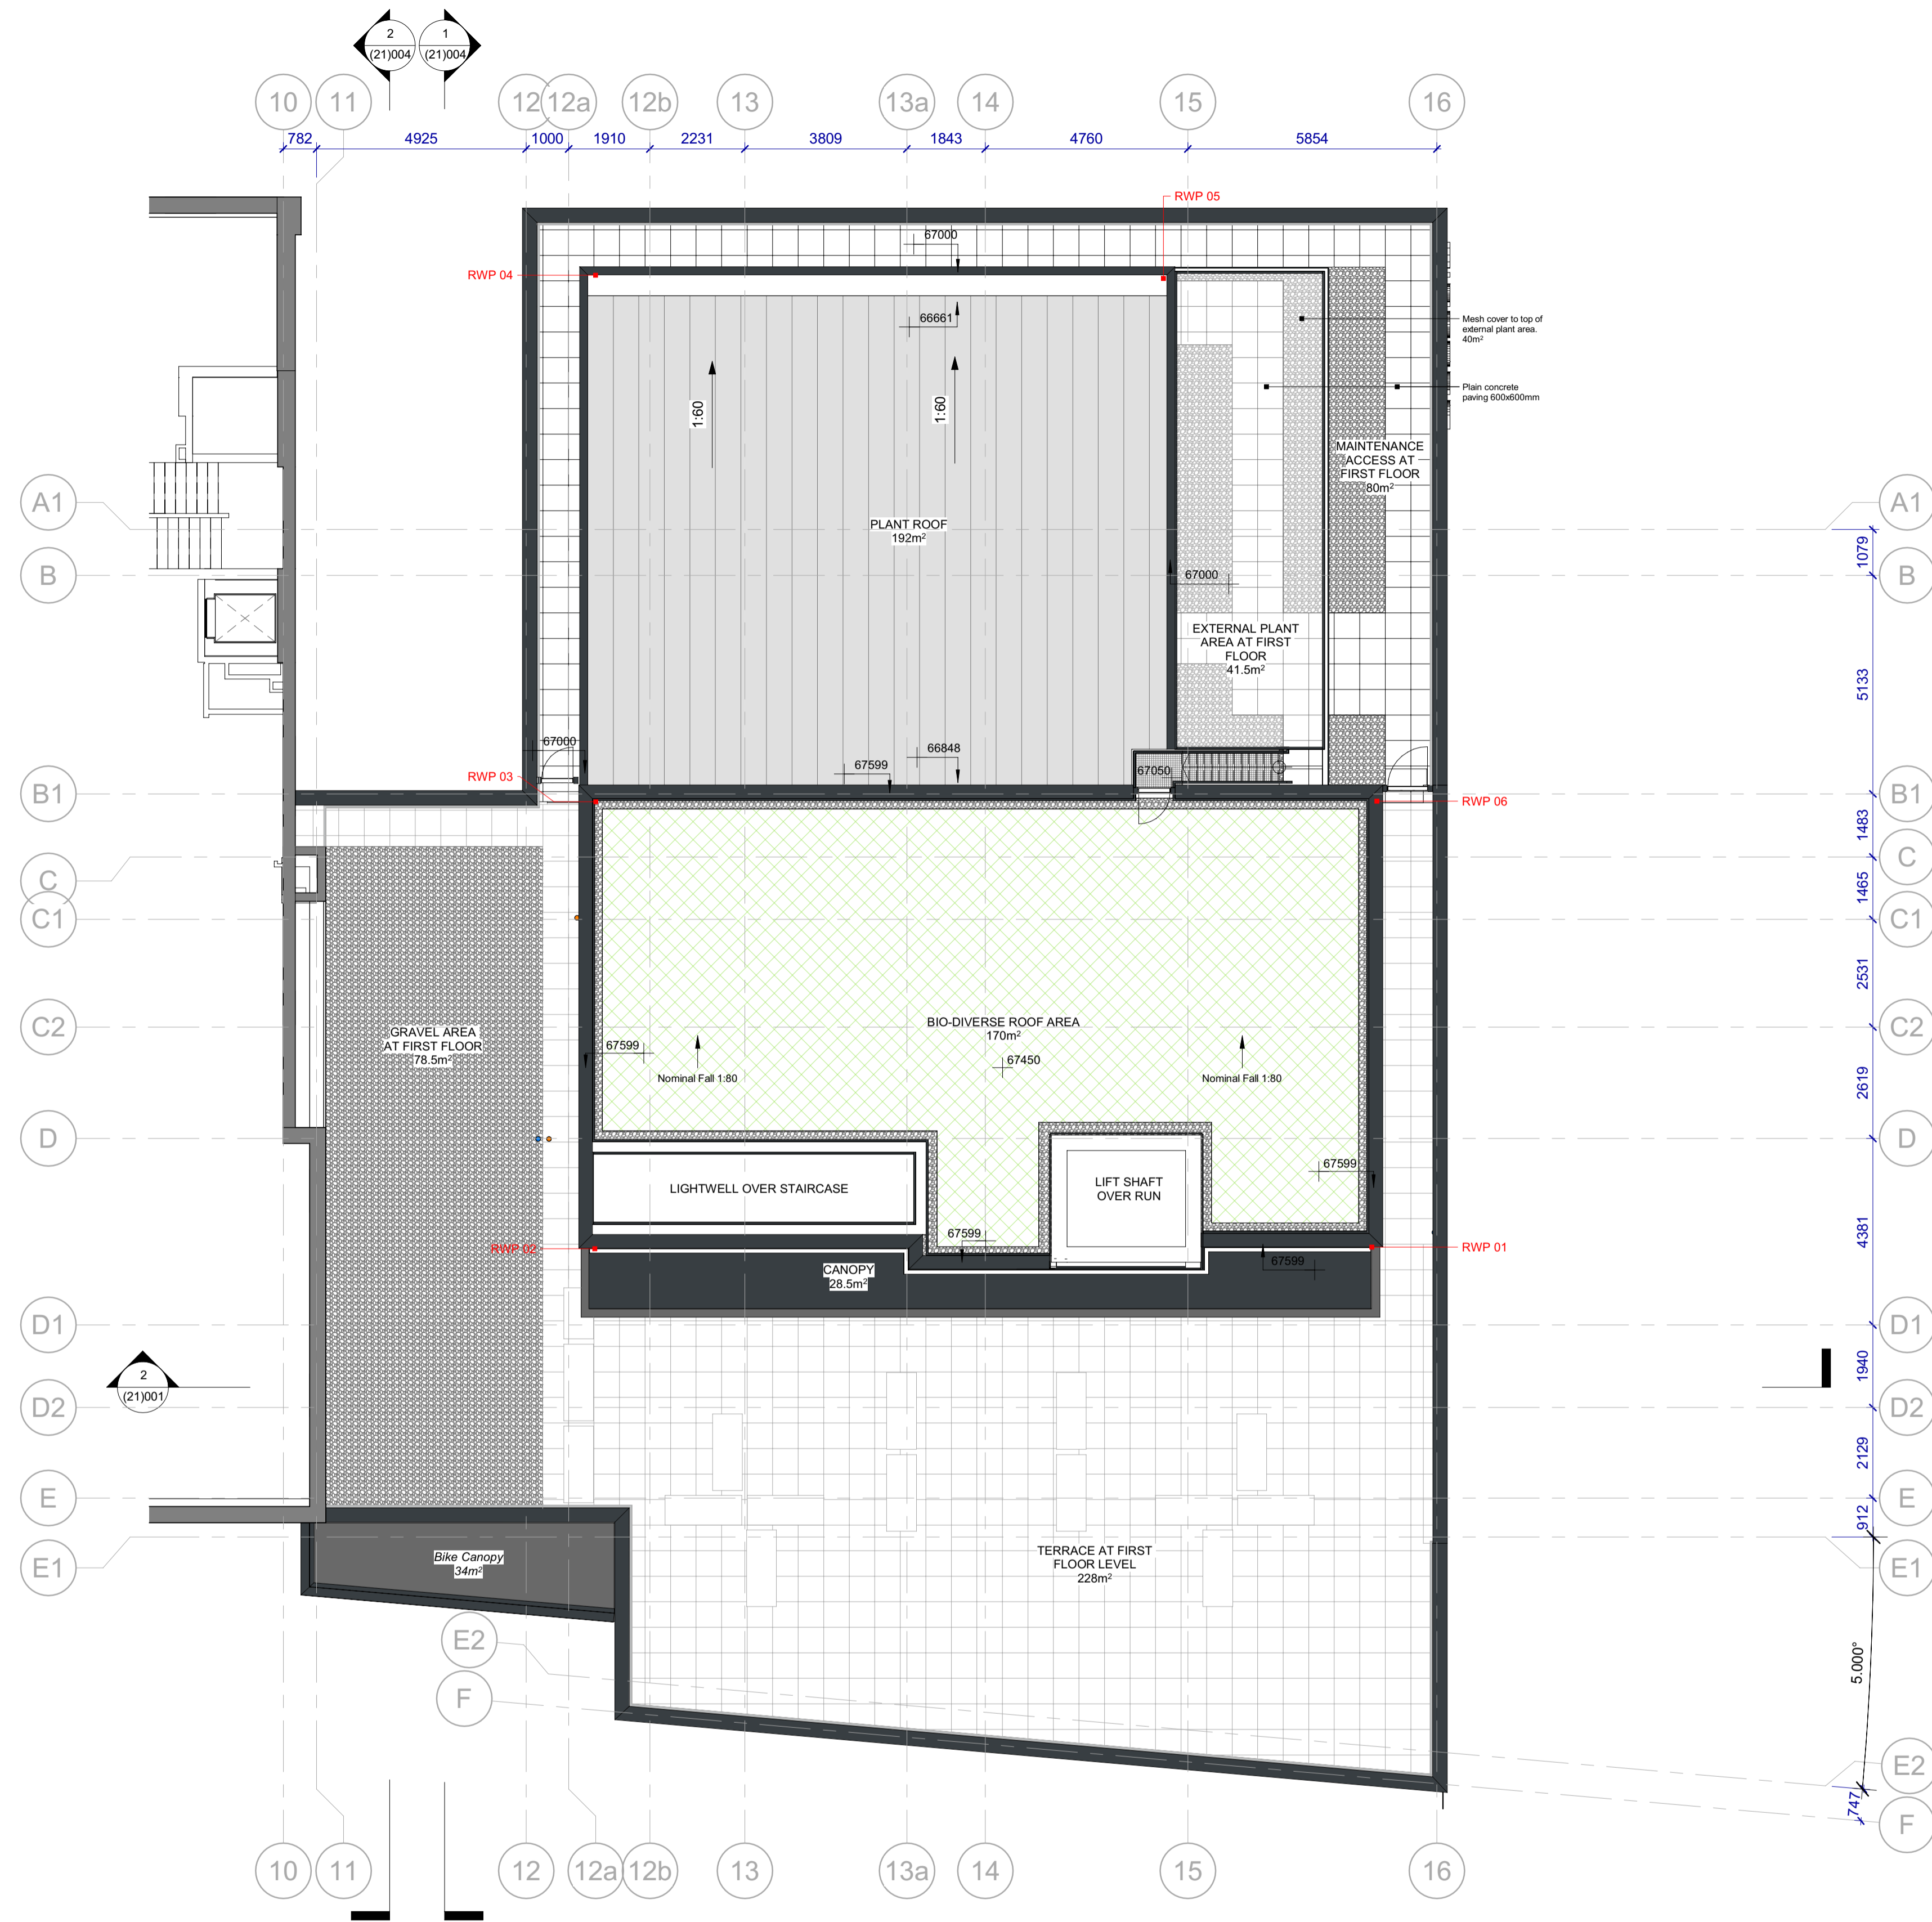 2
(21)004
1
(21)004
10
11
12
12a
12b
13
13a
14
15
16
782
4925
1000
1910
2231
3809
1843
4760
5854
RWP 05
67000
RWP 04
66661
Mesh cover to top of
external plant area.
40m²
1:60
1:60
Plain concrete
paving 600x600mm
MAINTENANCE
ACCESS AT
FIRST FLOOR
80m²
A1
A1
PLANT ROOF
192m²
1079
B
67000
B
EXTERNAL PLANT
AREA AT FIRST
FLOOR
41.5m²
5133
67000
66848
67599
67050
RWP 03
B1
RWP 06
B1
1483
C
C
1465
C1
C1
2531
GRAVEL AREA
AT FIRST FLOOR
78.5m²
BIO-DIVERSE ROOF AREA
170m²
C2
C2
67599
67450
Nominal Fall 1:80
Nominal Fall 1:80
2619
D
D
67599
LIGHTWELL OVER STAIRCASE
LIFT SHAFT
OVER RUN
4381
67599
RWP 02
RWP 01
67599
CANOPY
28.5m²
D1
D1
1940
2
(21)001
D2
D2
2129
E
E
912
TERRACE AT FIRST
FLOOR LEVEL
228m²
Bike Canopy
34m²
E1
E1
E2
5.000°
F
E2
747
F
10
11
12
12a
12b
13
13a
14
15
16